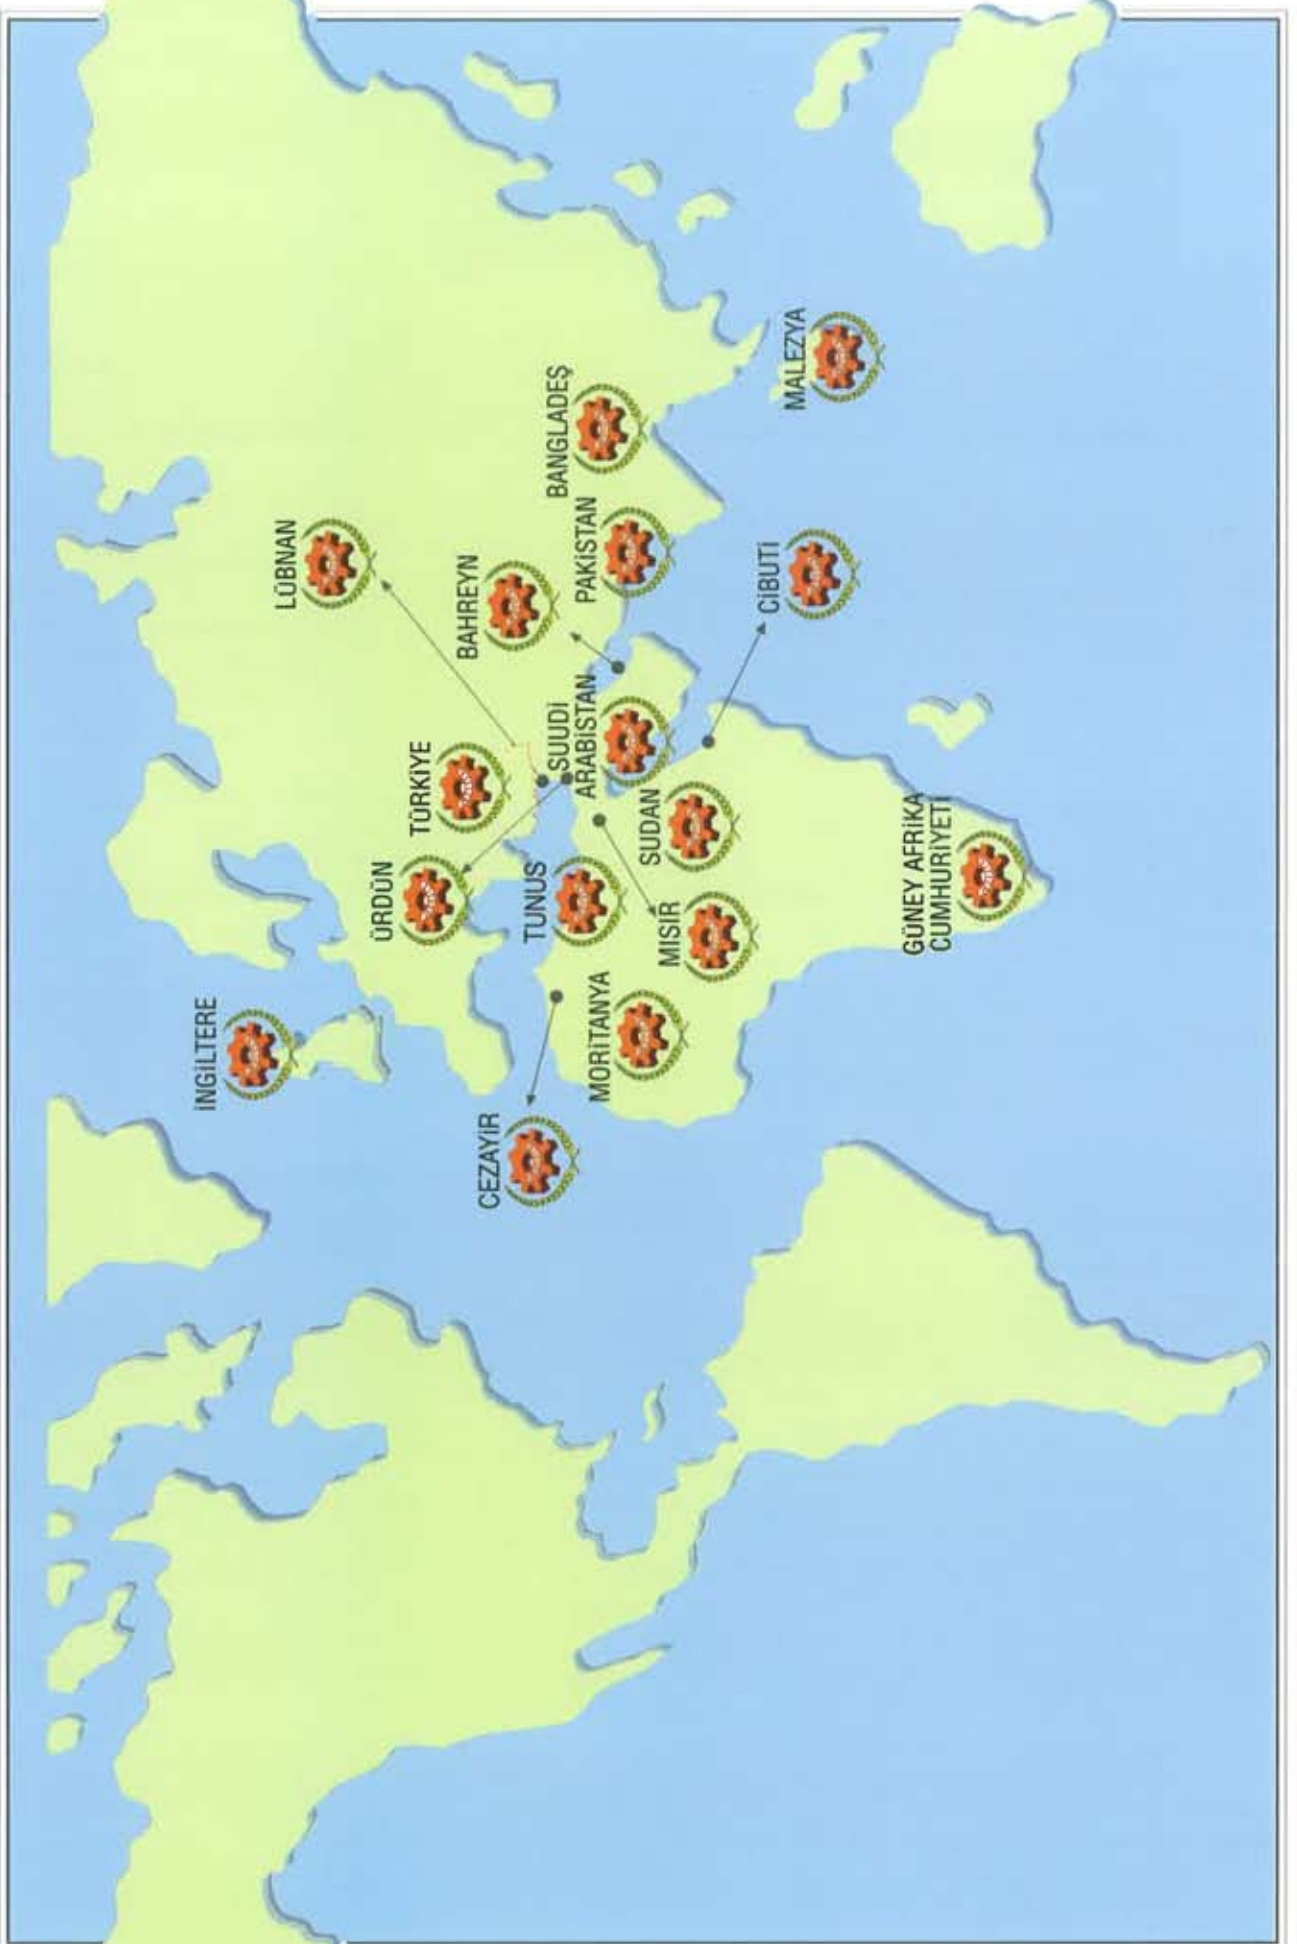 İNGİLTERE
LÜBNAN
ÜRDÜN
TÜRKİYE
BAHREYN
CEZAYİR
TUNUS
SUUDİ
ARABİSTAN
BANGLADEŞ
PAKİSTAN
MORİTANYA
MISIR
SUDAN
CİBUTİ
MALEZYA
GÜNEY AFRİKA
CUMHURİYETİ